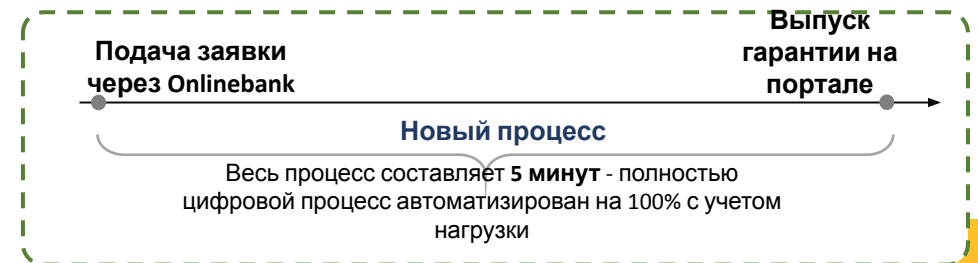 Подача заявки
через Onlinebank
Выпуск
гарантии на
портале
Новый процесс
Весь процесс составляет 5 минут - полностью
цифровой процесс автоматизирован на 100% с учетом
нагрузки